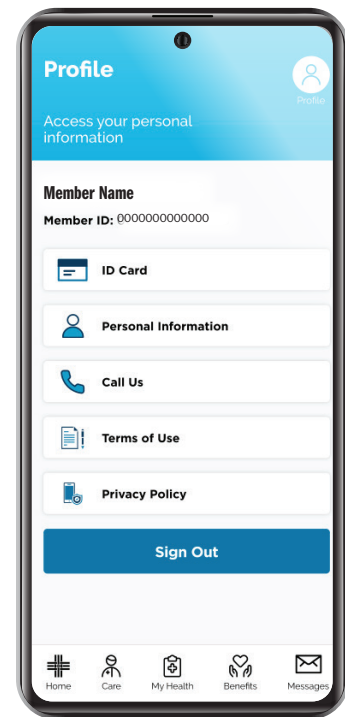 Profile
Profile
Access your personal
information
Member Name
Member ID: 0000000000000
ID Card
Personal Information
Call Us
Terms of Use
Privacy Policy
Sign Out
Home Care My Health Benefits Messages